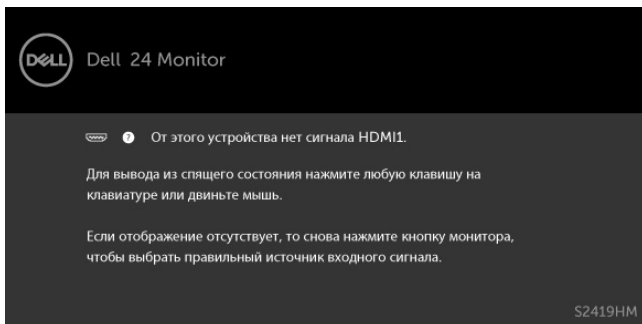 DELL
Dell 24 Monitor
От этого устройства нет сигнала HDMI1.
Для вывода из спящего состояния нажмите любую клавишу на
клавиатуре или двиньте мышь.
Если отображение отсутствует, то снова нажмите кнопку монитора,
чтобы выбрать правильный источник входного сигнала.
S2419HM